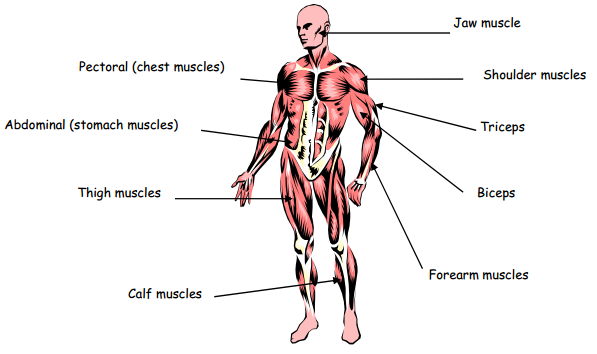 Jaw muscle
Pectoral (chest muscles)
Shoulder muscles
Abdominal (stomach muscles)
Triceps
Thigh muscles
Biceps
Forearm muscles
Calf muscles